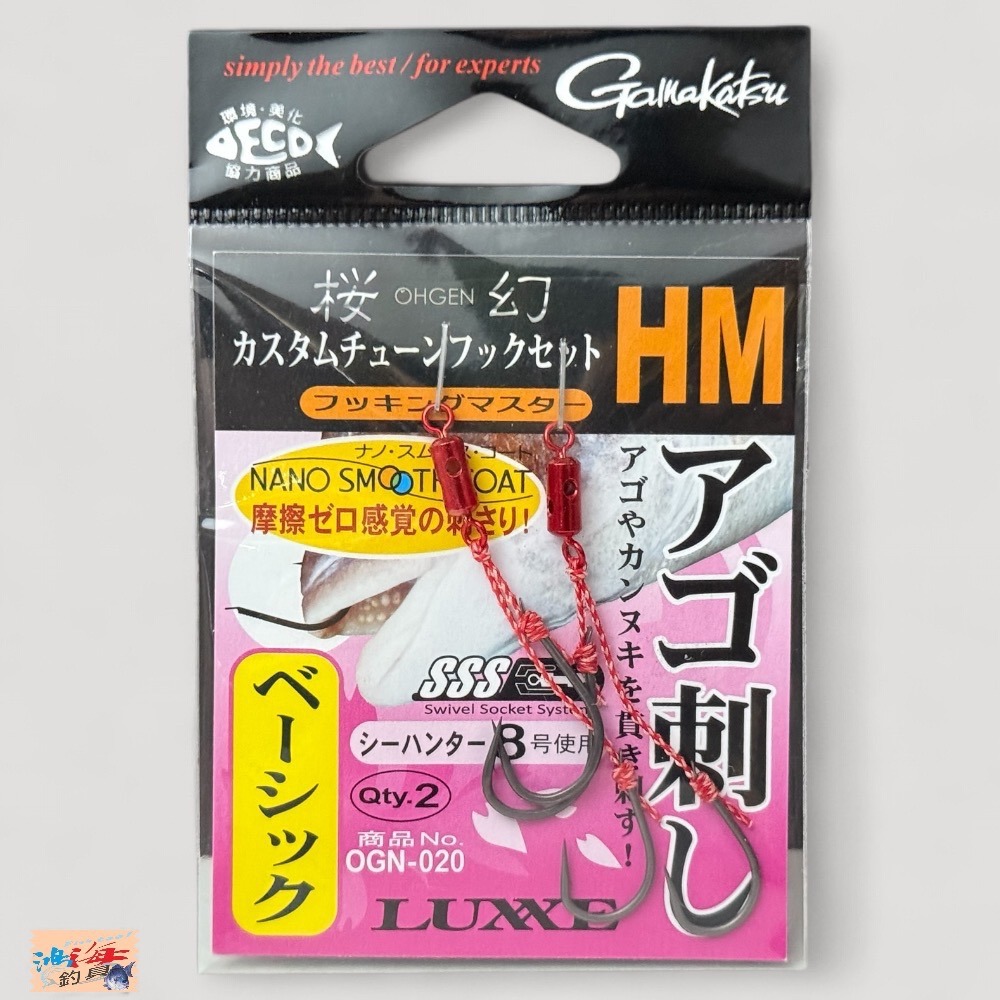 simply the best / for experts
Gamakatsu
環境・美化
ECO
協力商品
桜 OHGEN 幻
HM
カスタムチューンフックセット
フッキングマスター
ナノ・スムース・コート
NANO SMOOTH COAT
摩擦ゼロ感覚の刺さり!
アゴ刺し
アゴやカンヌキを貫き刺す!
SSS
Swivel Socket System
シーハンター8号使用
Qty.2
商品No.
OGN-020
ベーシック
LUXXE
海釣具